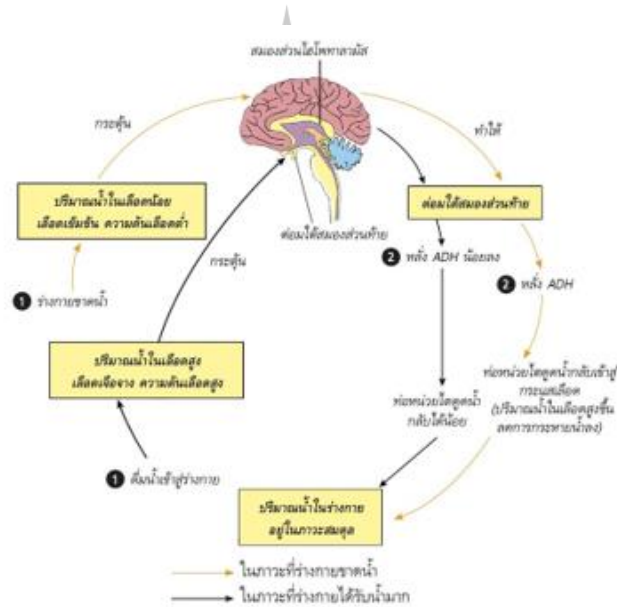 สมองส่วนไฮโพทาลามัส
กระตุ้น
ทำให้
ปริมาณน้ำในเลือดน้อย
เลือดเข้มข้น ความดันเลือดต่ำ
ต่อมใต้สมองส่วนท้าย
ต่อมใต้สมองส่วนท้าย
กระตุ้น
2 หลั่ง ADH น้อยลง
2 หลั่ง ADH
1 ร่างกายขาดน้ำ
ปริมาณน้ำในเลือดสูง
เลือดเจือจาง ความดันเลือดสูง
ท่อหน่วยไตดูดน้ำ
กลับได้น้อย
ท่อหน่วยไตดูดน้ำกลับเข้าสู่
กระแสเลือด
(ปริมาณน้ำในเลือดสูงขึ้น
ลดการกระหายน้ำลง)
1 ดื่มน้ำเข้าสู่ร่างกาย
ปริมาณน้ำในร่างกาย
อยู่ในภาวะสมดุล
ในภาวะที่ร่างกายขาดน้ำ
ในภาวะที่ร่างกายได้รับน้ำมาก